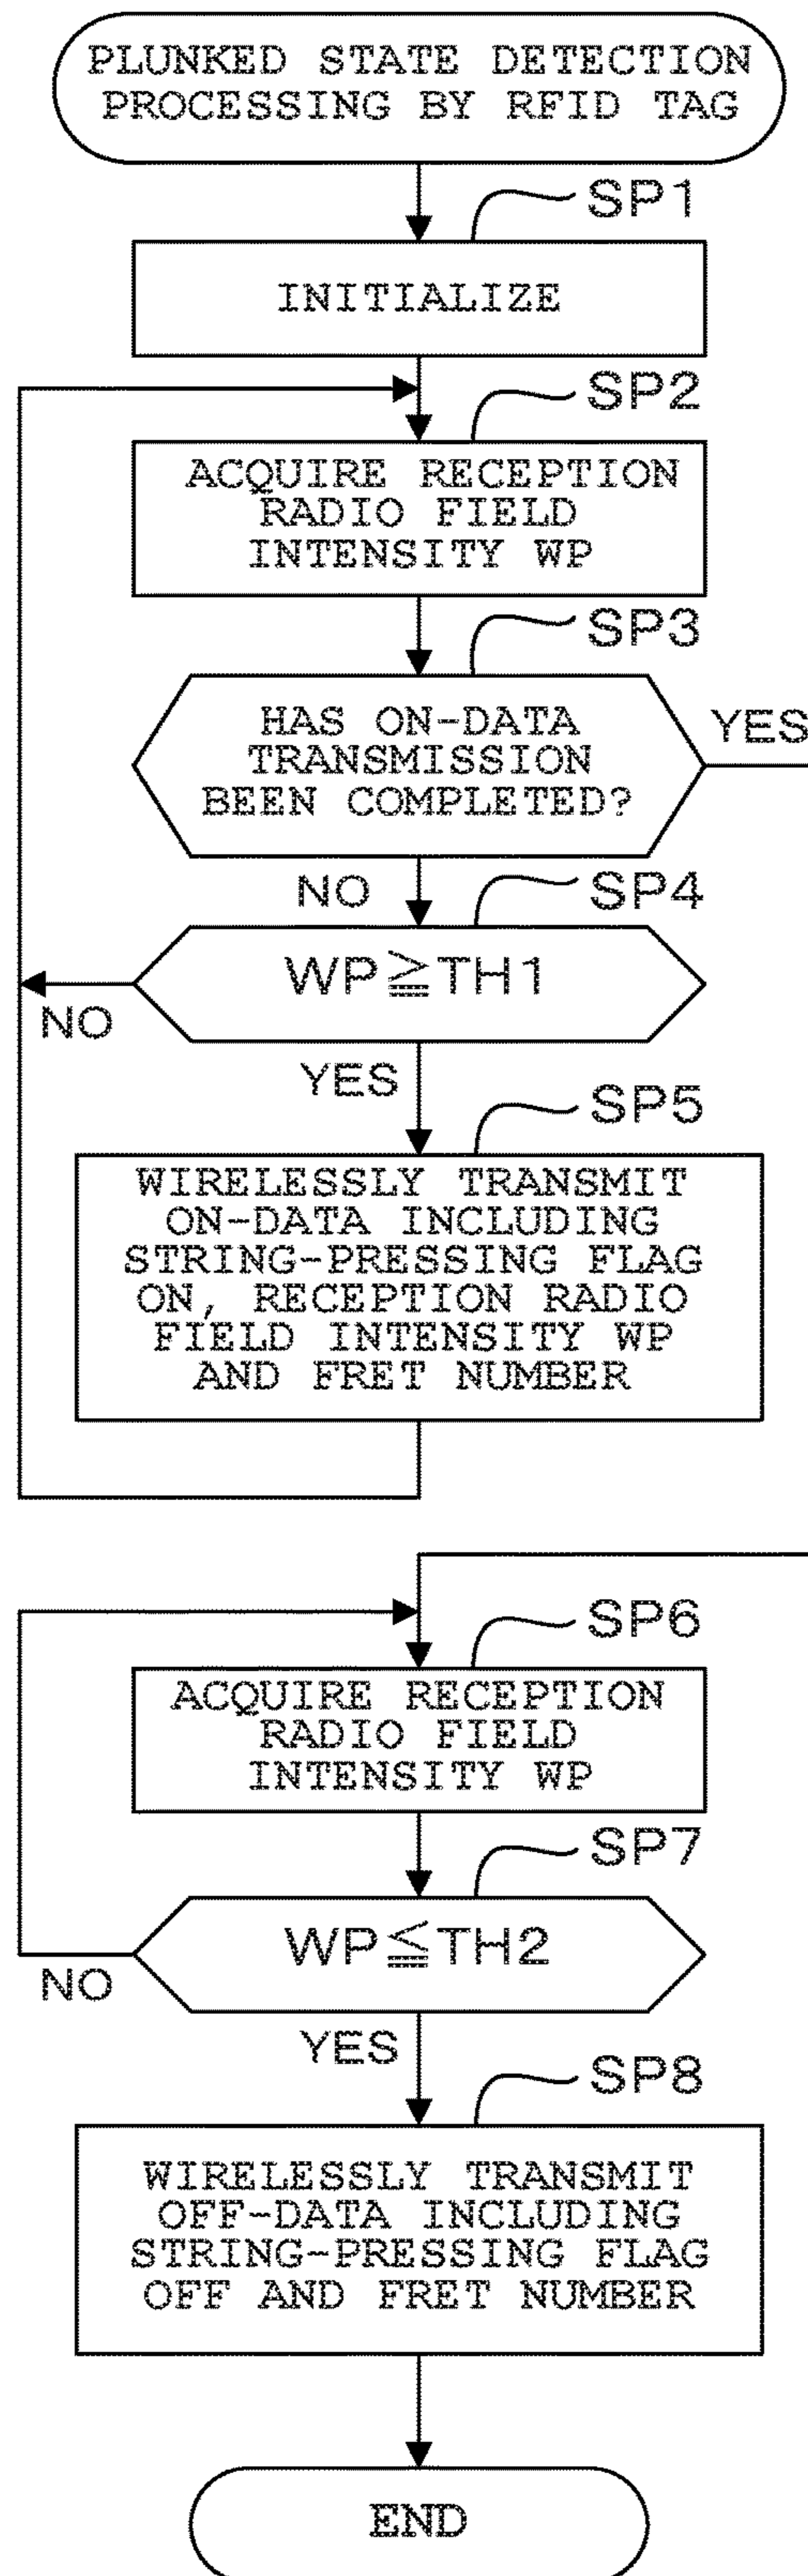 PLUNKED STATE DETECTION
PROCESSING BY RFID TAG
SP1
INITIALIZE
SP2
ACQUIRE RECEPTION
RADIO FIELD
INTENSITY WP
SP3
HAS ON-DATA
TRANSMISSION
BEEN COMPLETED?
YES
NO
SP4
WP≧TH1
NO
YES
SP5
WIRELESSLY TRANSMIT
ON-DATA INCLUDING
STRING-PRESSING FLAG
ON, RECEPTION RADIO
FIELD INTENSITY WP
AND FRET NUMBER
SP6
ACQUIRE RECEPTION
RADIO FIELD
INTENSITY WP
SP7
WP≦TH2
NO
YES
SP8
WIRELESSLY TRANSMIT
OFF-DATA INCLUDING
STRING-PRESSING FLAG
OFF AND FRET NUMBER
END